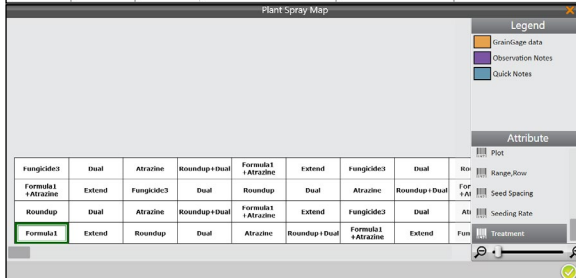 Plant Spray Map
Legend
GrainGage data
Observation Notes
Quick Notes
Attribute
Plot
Range,Row
Seed Spacing
Seeding Rate
Treatment
Fungicide3 Dual Atrazine Roundup+Dual Formula1 +Atrazine Extend Fungicide3 Dual
Formula1 +Atrazine Extend Fungicide3 Dual Roundup Dual Atrazine Roundup+Dual
Roundup Dual Atrazine Roundup+Dual Formula1 +Atrazine Extend Fungicide3 Dual
Formula1 Extend Roundup Dual Atrazine Roundup+Dual Formula1 +Atrazine Extend